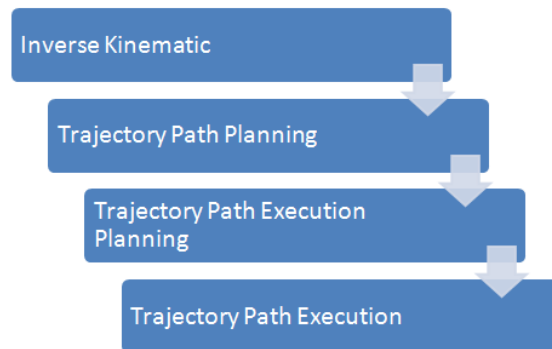 Inverse Kinematic
Trajectory Path Planning
Trajectory Path Execution
Planning
Trajectory Path Execution